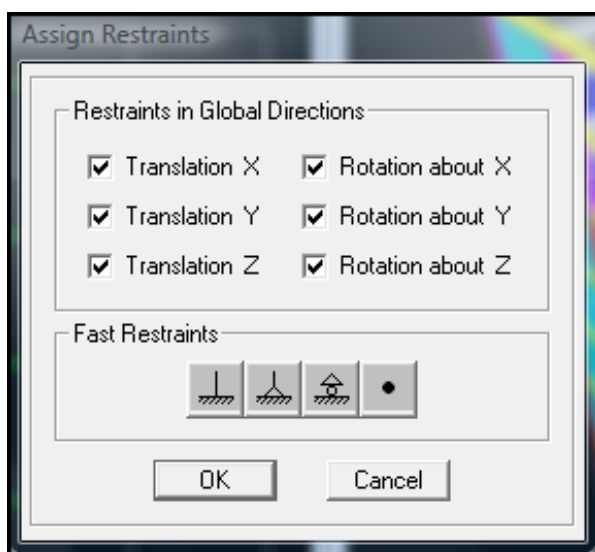 Assign Restraints
Restraints in Global Directions
Translation X Rotation about X
Translation Y Rotation about Y
Translation Z Rotation about Z
Fast Restraints
OK Cancel